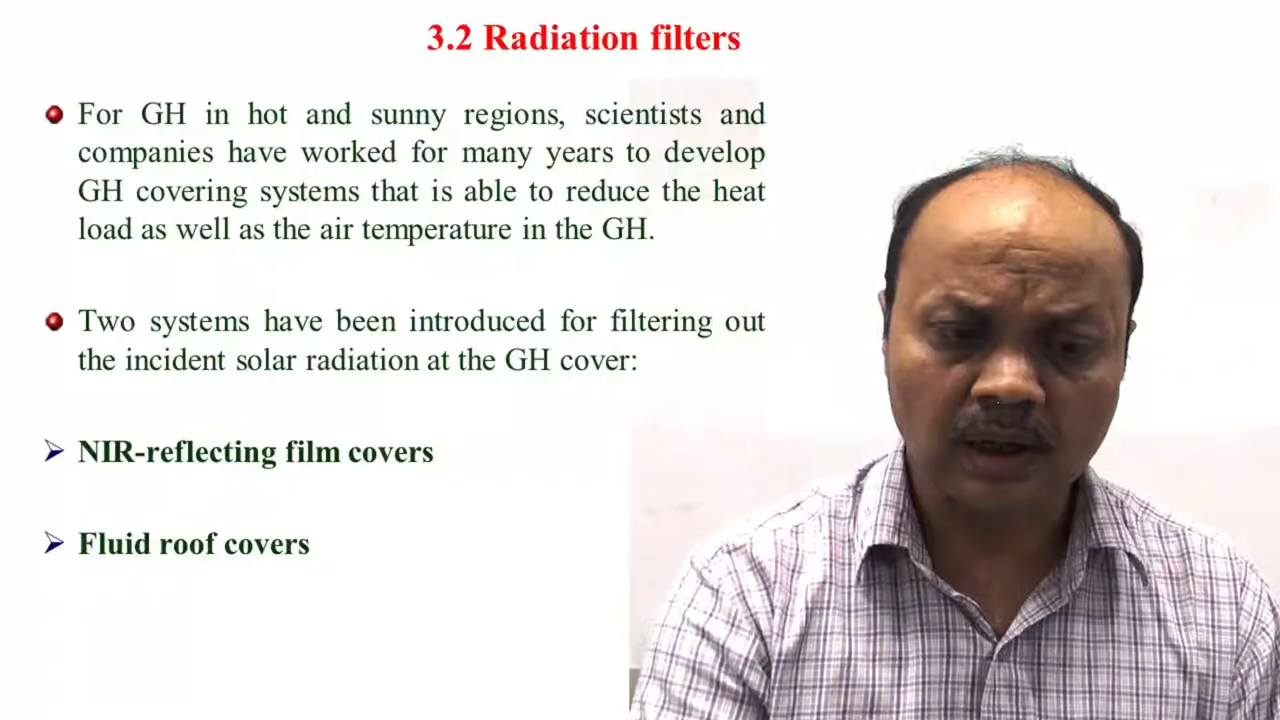 3.2 Radiation filters
For GH in hot and sunny regions, scientists and
companies have worked for many years to develop
GH covering systems that is able to reduce the heat
load as well as the air temperature in the GH.
Two systems have been introduced for filtering out
the incident solar radiation at the GH cover:
NIR-reflecting film covers
Fluid roof covers